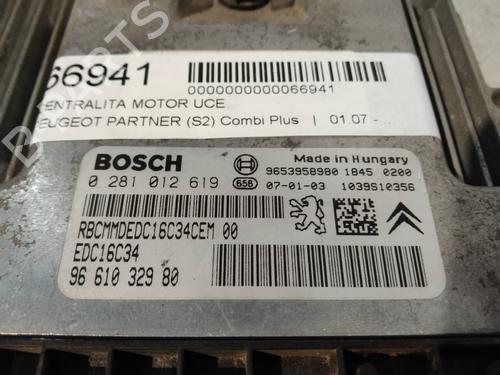 66941
0000000000066941
CENTRALITA MOTOR UCE
PEUGEOT PARTNER (S2) Combi Plus | 01.07 - ...
BOSCH
Made in Hungary
9653958980 1845 0200
0 281 012 619
658
07-01-03 1039S10356
RBCMMDEDC16C34CEM 00
EDC16C34
96 610 329 80